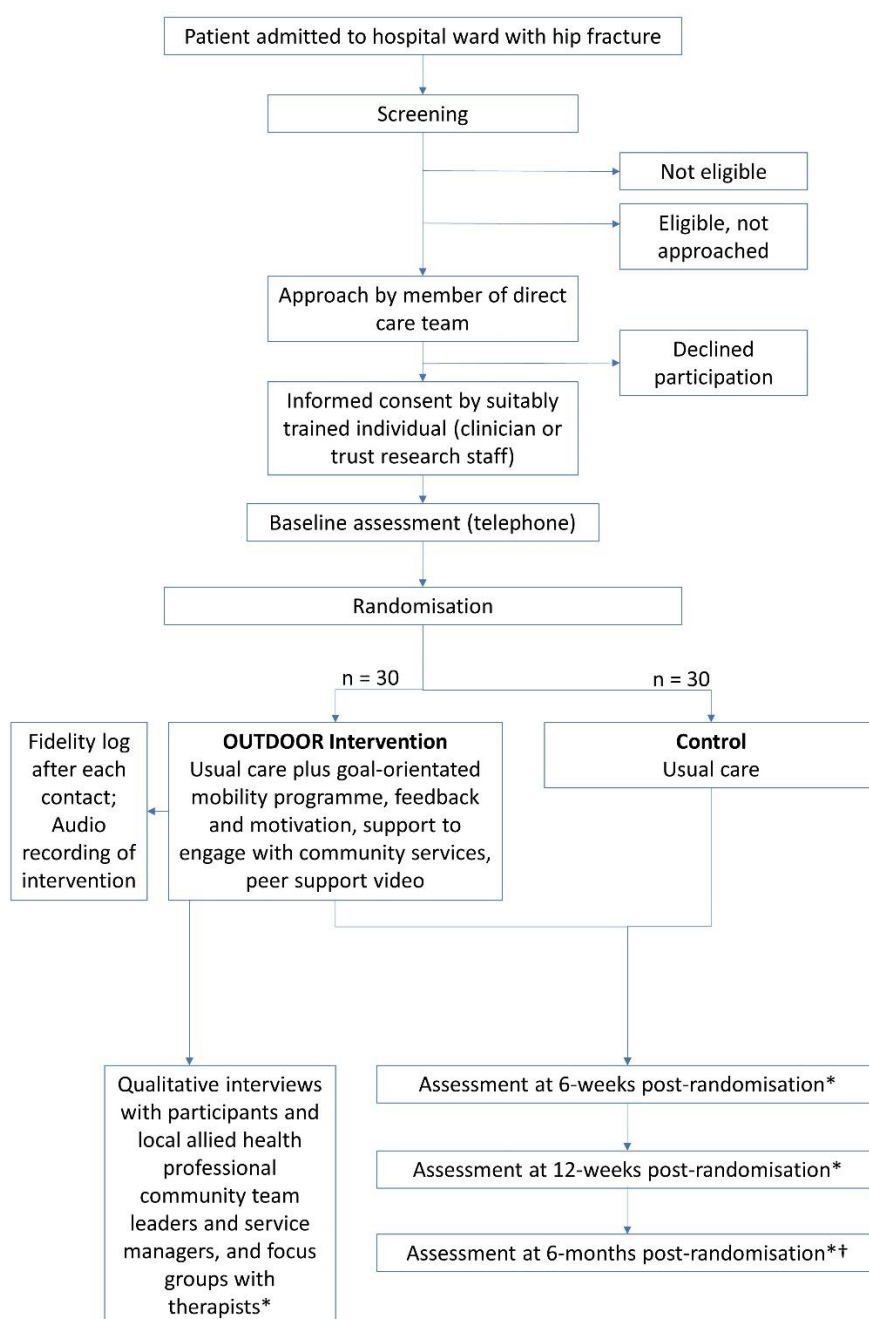 Patient admitted to hospital ward with hip fracture
Screening
Not eligible
Eligible, not
approached
Approach by member of direct
care team
Declined
participation
Informed consent by suitably
trained individual (clinician or
trust research staff)
Baseline assessment (telephone)
Randomisation
n = 30
n = 30
Fidelity log
after each
contact;
Audio
recording of
intervention
OUTDOOR Intervention
Usual care plus goal-orientated
mobility programme, feedback
and motivation, support to
engage with community services,
peer support video
Control
Usual care
Qualitative interviews
with participants and
local allied health
professional
community team
leaders and service
managers, and focus
groups with
therapists*
Assessment at 6-weeks post-randomisation*
Assessment at 12-weeks post-randomisation*
Assessment at 6-months post-randomisation*†